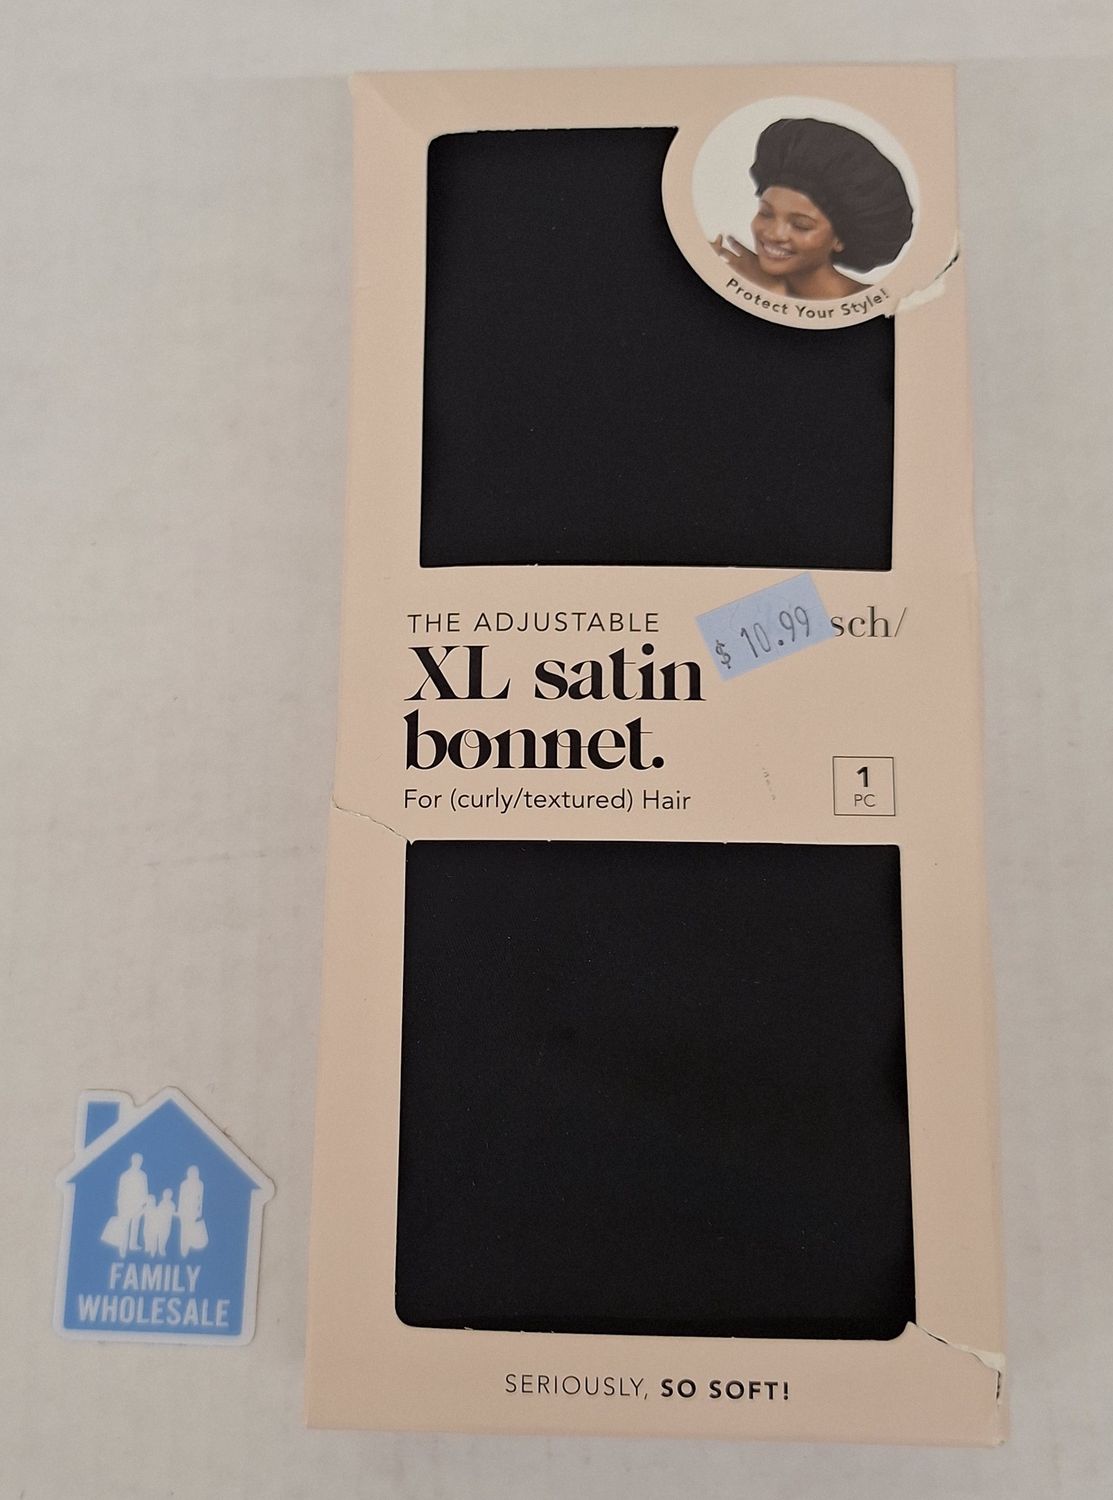 Protect Your Style!
THE ADJUSTABLE
$ 10.99
sch/
XL satin
bonnet.
For (curly/textured) Hair
1
PC
SERIOUSLY, SO SOFT!
FAMILY
WHOLESALE